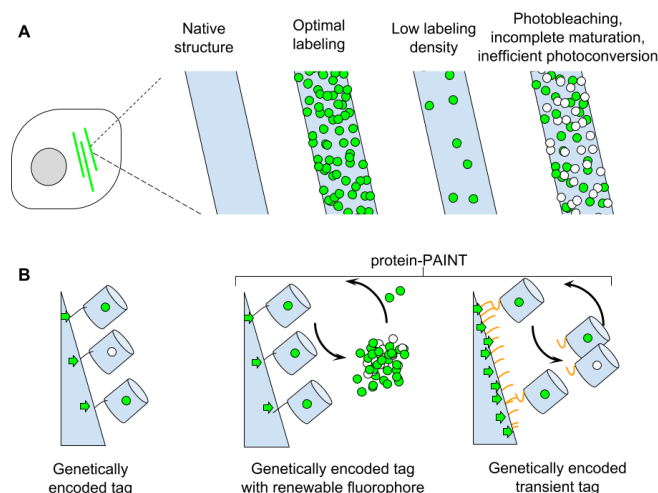 A
Native
structure
Optimal
labeling
Low labeling
density
Photobleaching,
incomplete maturation,
inefficient photoconversion
B
protein-PAINT
Genetically
encoded tag
Genetically encoded tag
with renewable fluorophore
Genetically encoded
transient tag